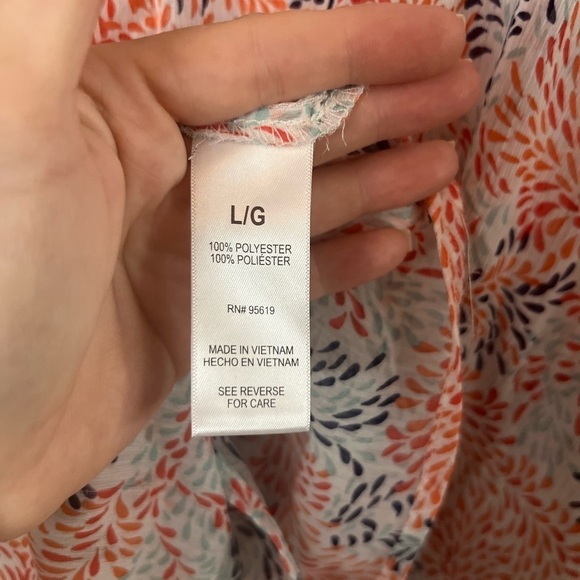 L/G
100% POLYESTER
100% POLIÉSTER
RN# 95619
MADE IN VIETNAM
HECHO EN VIETNAM
SEE REVERSE
FOR CARE